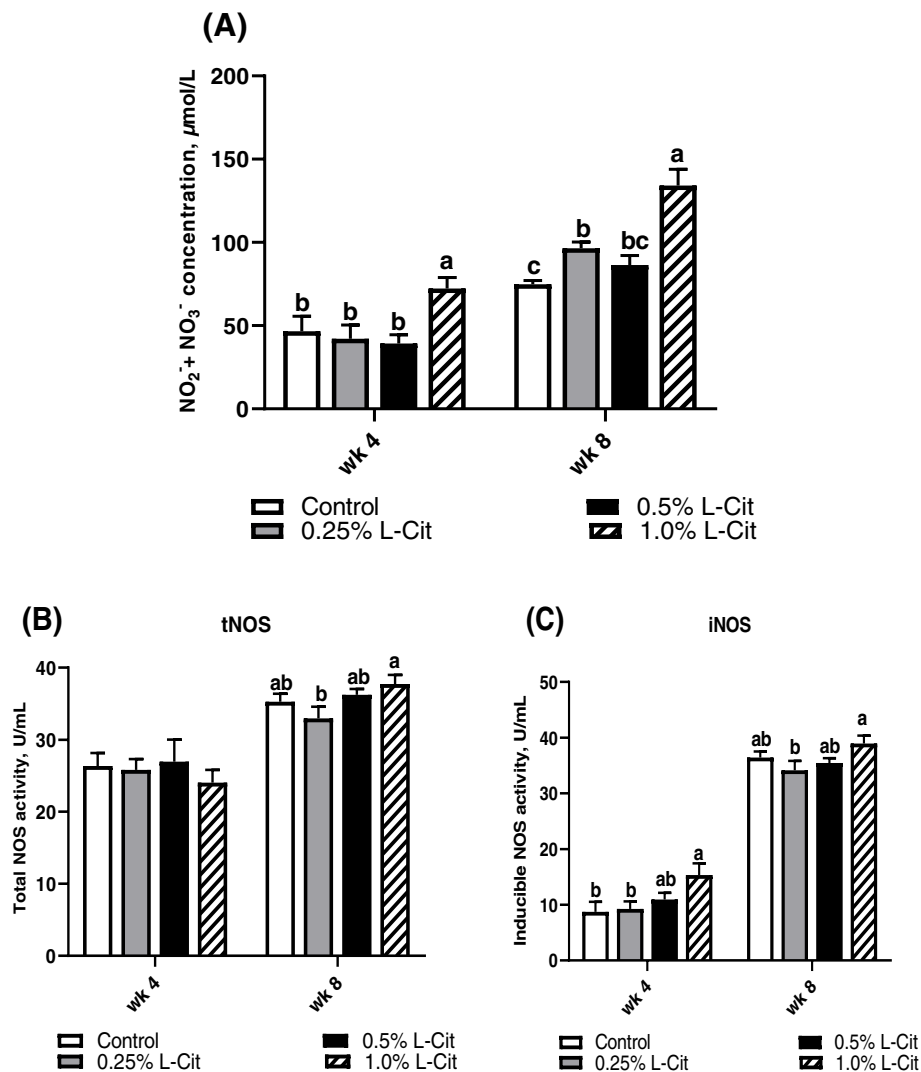 (A)
NO₂⁻+ NO₃⁻ concentration, µmol/L
200
150
100
50
0
b b b a
c b bc a
wk 4 wk 8
Control 0.5% L-Cit
0.25% L-Cit 1.0% L-Cit
(B) tNOS
Total NOS activity, U/mL
40
30
20
10
0
ab b ab a
wk 4 wk 8
Control 0.5% L-Cit
0.25% L-Cit 1.0% L-Cit
(C) iNOS
Inducible NOS activity, U/mL
50
40
30
20
10
0
b b ab a
ab b ab a
wk 4 wk 8
Control 0.5% L-Cit
0.25% L-Cit 1.0% L-Cit